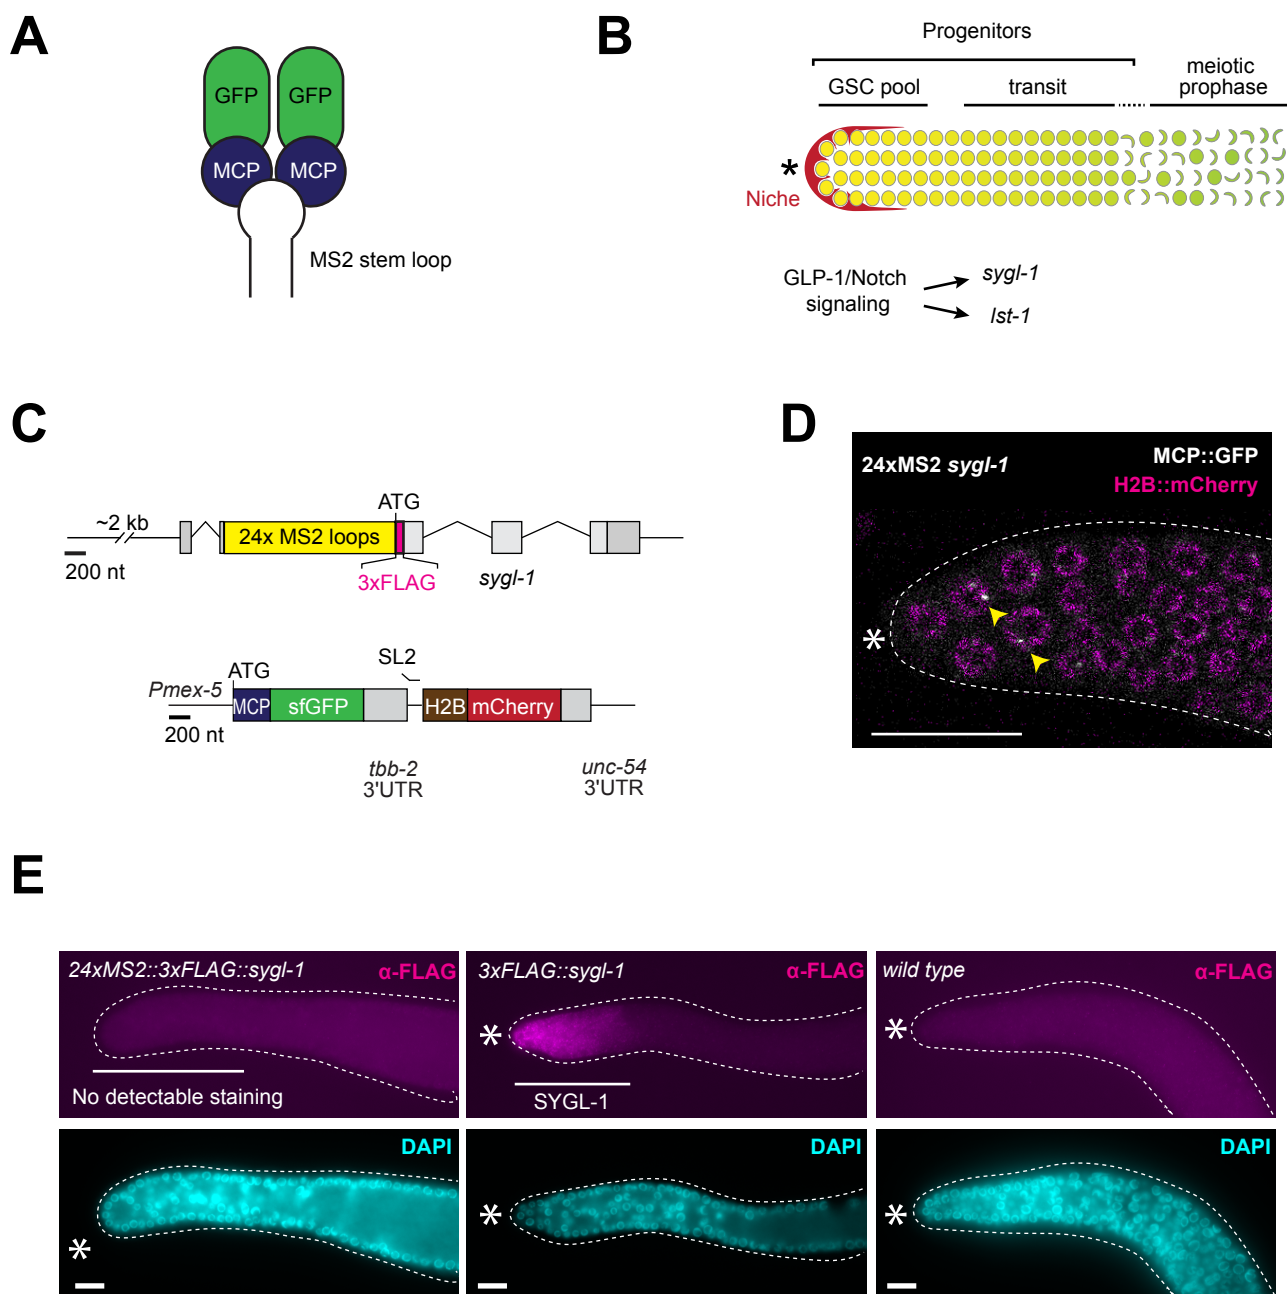 A
GFP GFP
MCP MCP
MS2 stem loop
B
Progenitors
GSC pool
transit
meiotic
prophase
*
Niche
GLP-1/Notch
signaling
sygl-1
lst-1
C
~2 kb
ATG
24x MS2 loops
200 nt
3xFLAG
sygl-1
SL2
ATG
Pmex-5
MCP sfGFP H2B mCherry
200 nt
tbb-2
3'UTR
unc-54
3'UTR
D
24xMS2 sygl-1
MCP::GFP
H2B::mCherry
*
E
24xMS2::3xFLAG::sygl-1 α-FLAG
No detectable staining
3xFLAG::sygl-1 α-FLAG
*
SYGL-1
wild type α-FLAG
*
DAPI
*
DAPI
*
DAPI
*